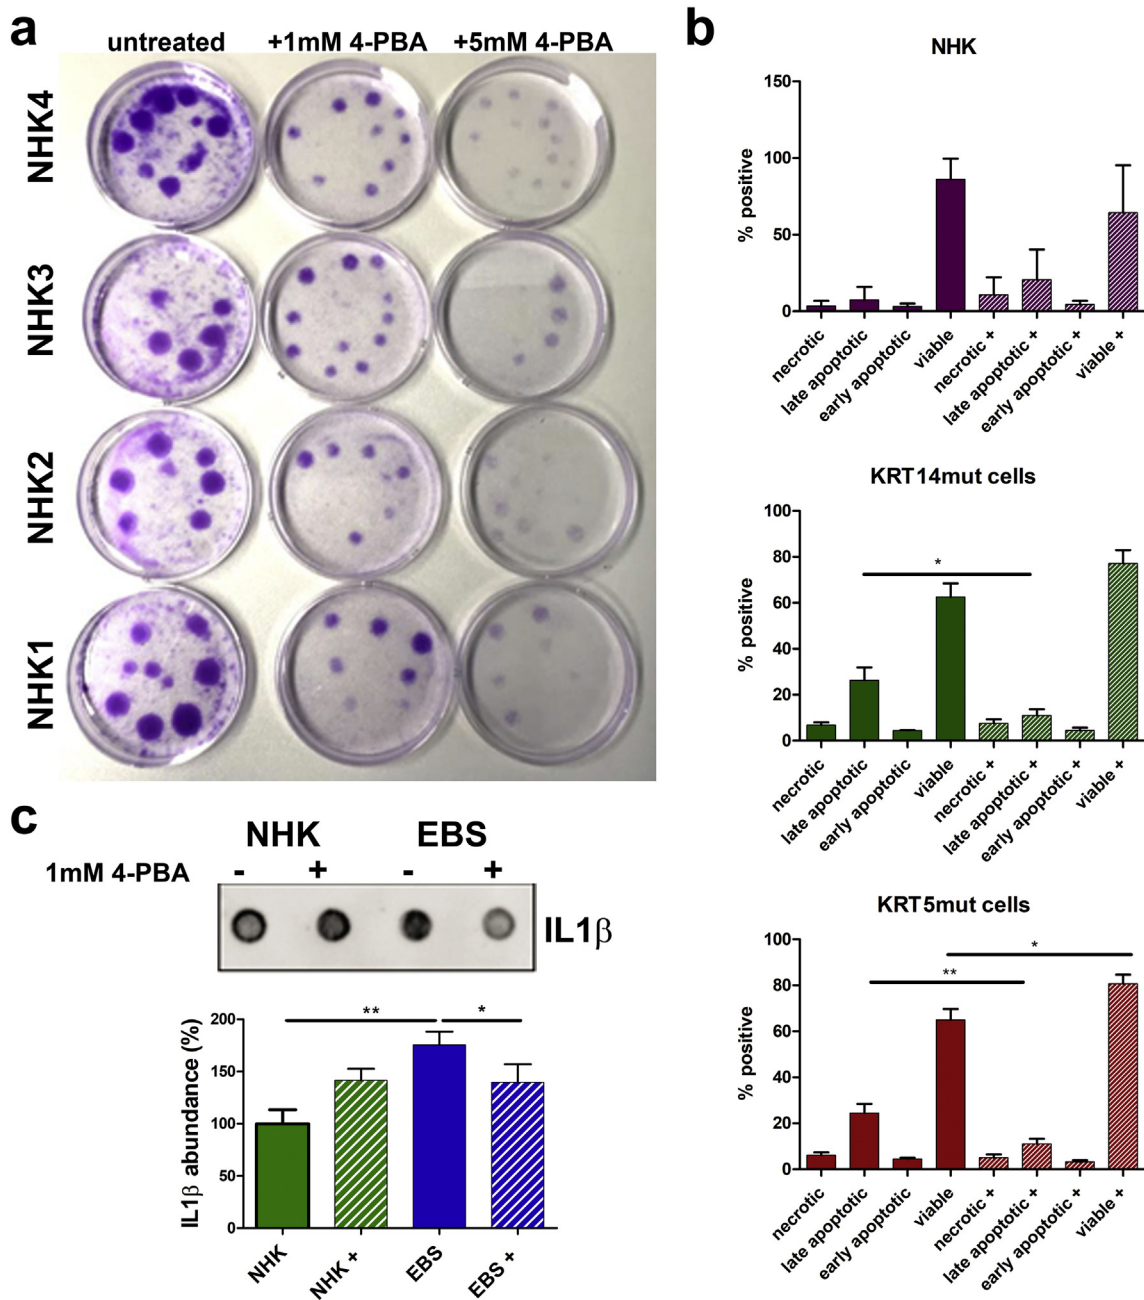 a
untreated +1mM 4-PBA +5mM 4-PBA
NHK4
NHK3
NHK2
NHK1
b
NHK
% positive
150
100
50
0
necrotic
late apoptotic
early apoptotic
viable
necrotic +
late apoptotic +
early apoptotic +
viable +
KRT14mut cells
% positive
100
80
60
40
20
0
*
necrotic
late apoptotic
early apoptotic
viable
necrotic +
late apoptotic +
early apoptotic +
viable +
KRT5mut cells
% positive
100
80
60
40
20
0
*
**
necrotic
late apoptotic
early apoptotic
viable
necrotic +
late apoptotic +
early apoptotic +
viable +
c
NHK EBS
1mM 4-PBA - + - +
IL1β
IL1β abundance (%)
200
150
100
50
0
** *
NHK
NHK +
EBS
EBS +